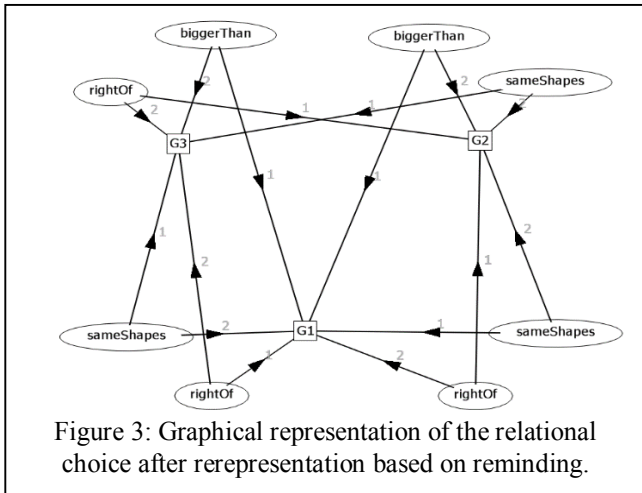 biggerThan
biggerThan
sameShapes
rightOf
2
2
2
1
1
2
G3
G2
1
1
1
2
2
1
sameShapes
2
G1
1
sameShapes
1
2
rightOf
rightOf
Figure 3: Graphical representation of the relational
choice after rerepresentation based on reminding.